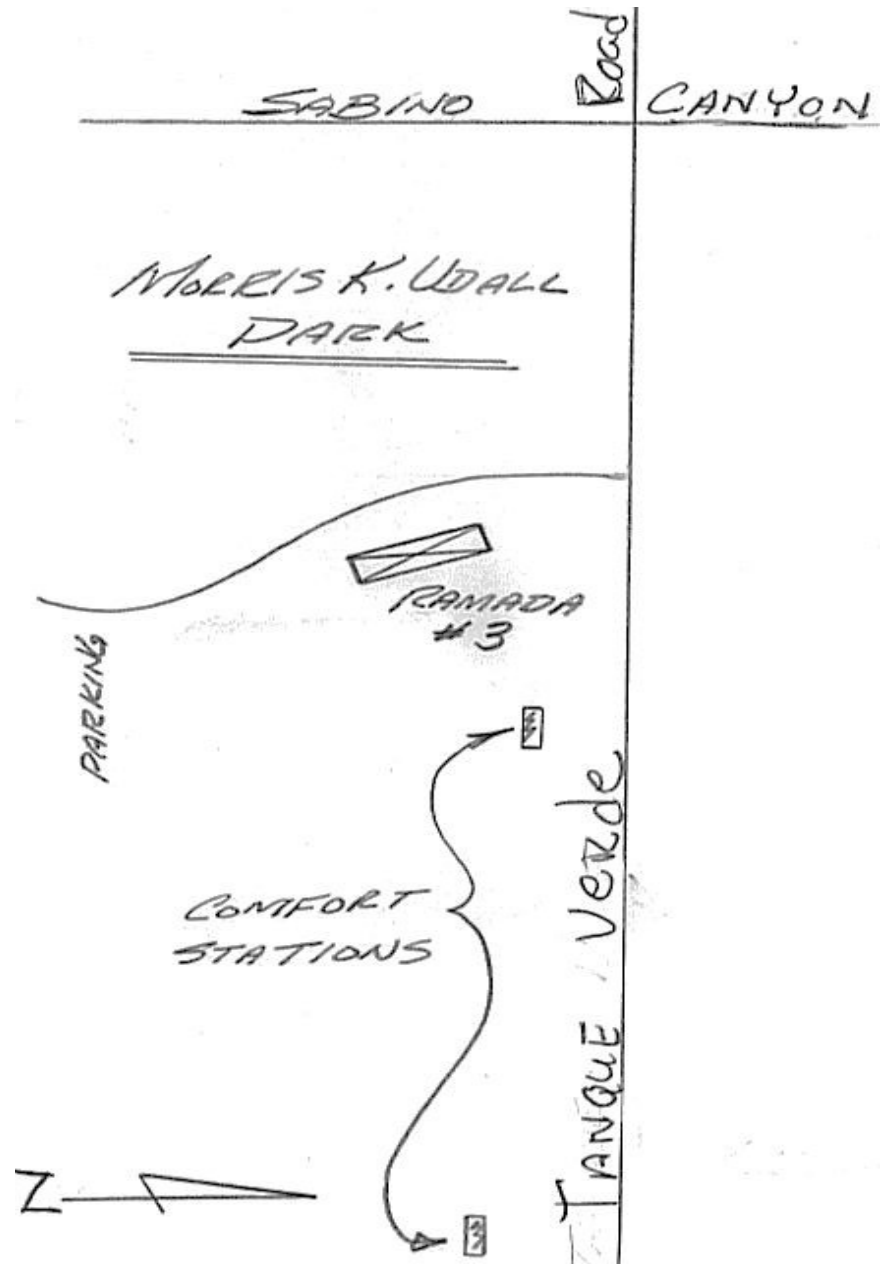 Road
SABINO CANYON
MORRIS K. UDALL
PARK
RAMADA
# 3
PARKING
COMFORT
STATIONS
TANQUE VERde
N